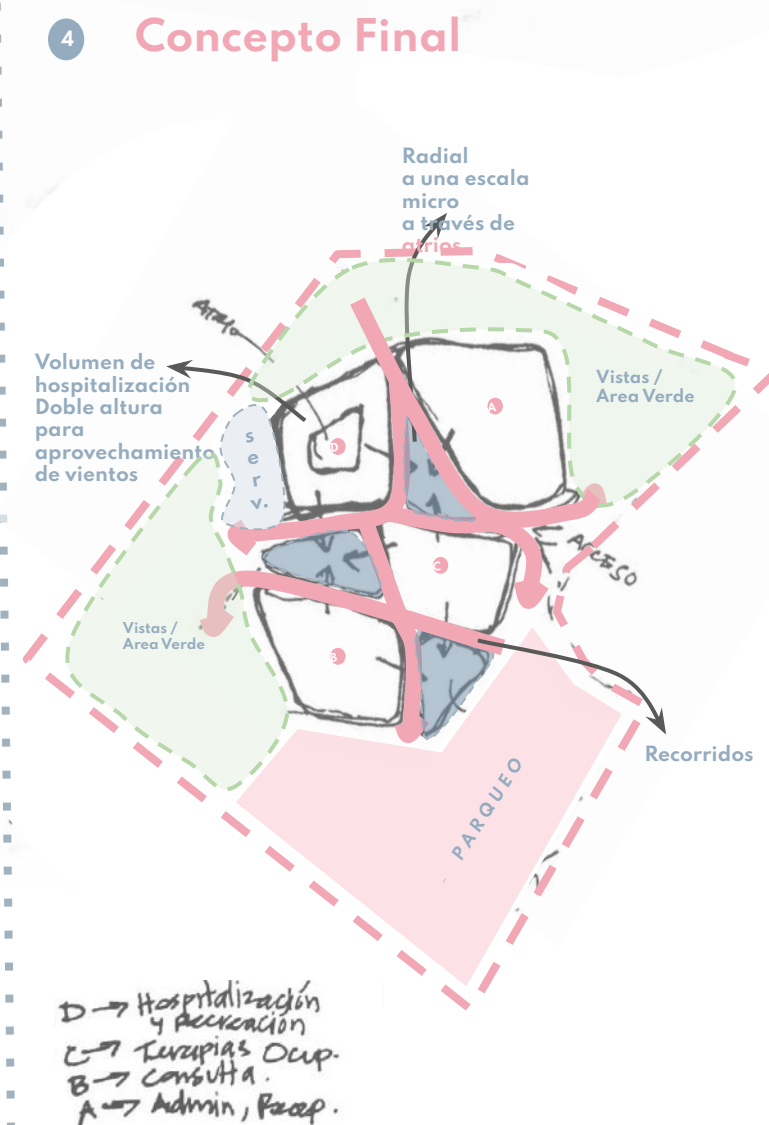 4
Concepto Final
Radial
a una escala
micro
a través de
atrios
Atrio
Volumen de
hospitalización
Doble altura
para
aprovechamiento
de vientos
Vistas /
Area Verde
A
D
s
e
r
v.
ACCESO
C
Vistas /
Area Verde
B
Recorridos
PARQUEO
D → Hospitalización
y Recreación
C → Terapias Ocup.
B → Consulta.
A → Admin, Recep.